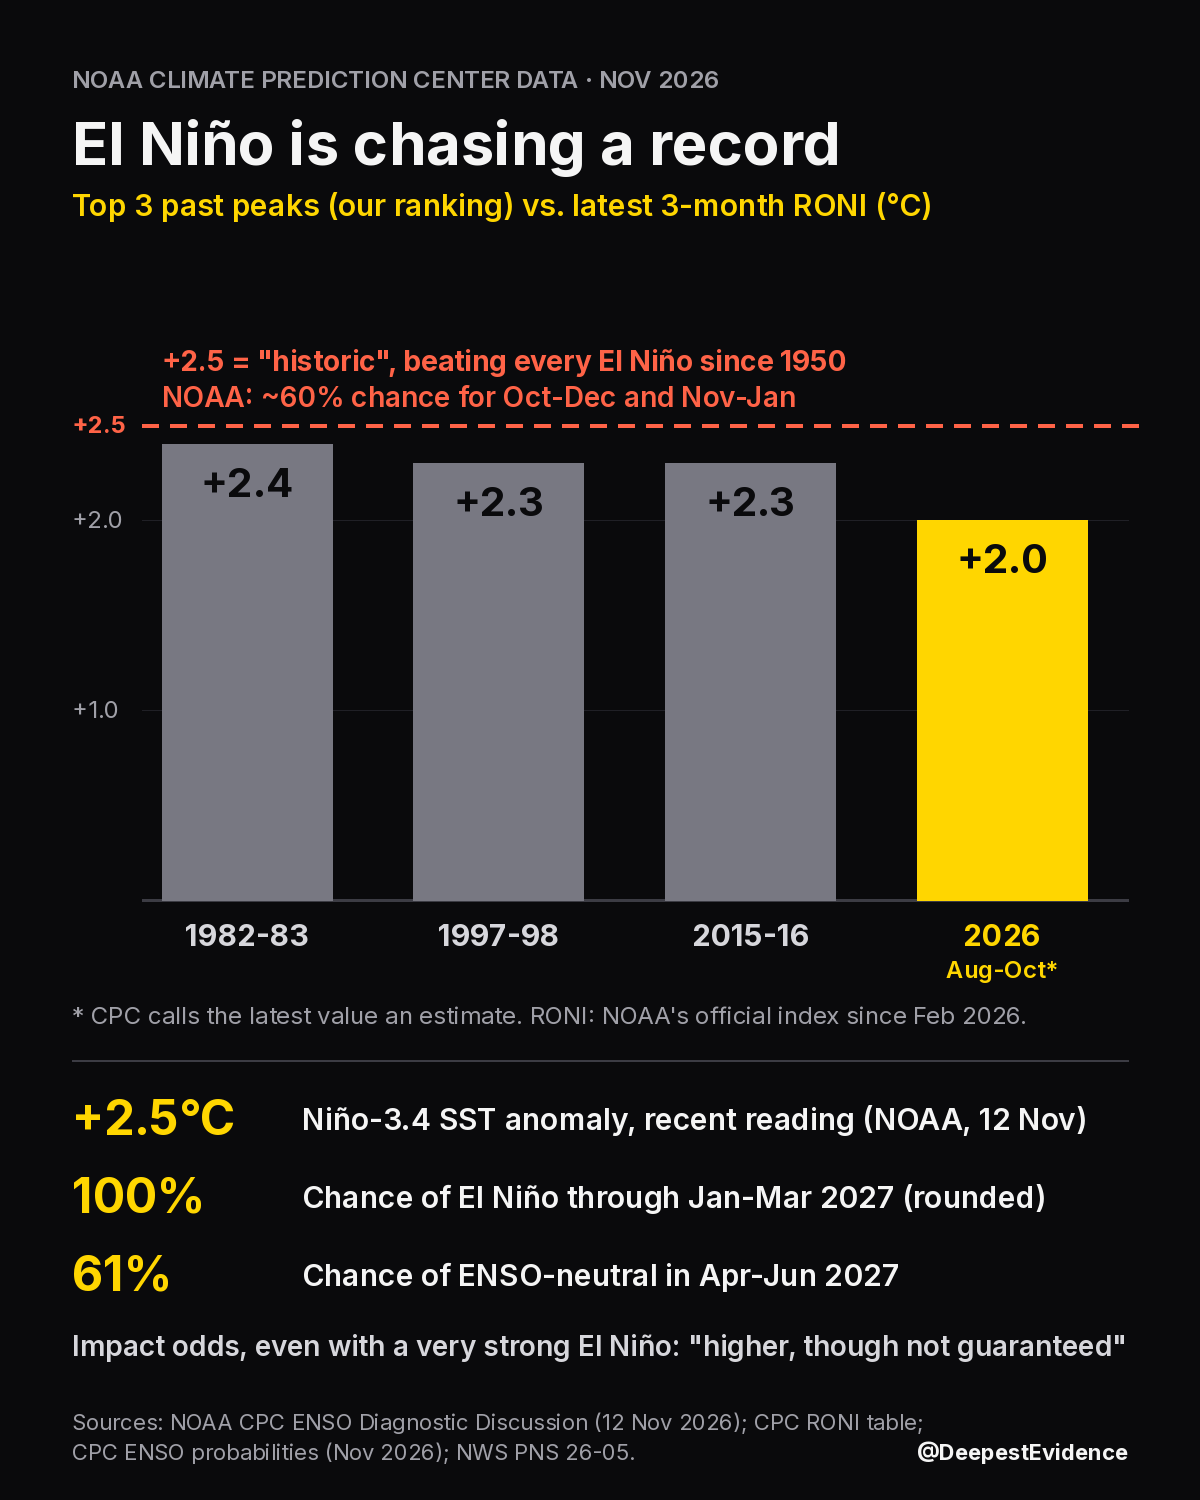 NOAA CLIMATE PREDICTION CENTER DATA · NOV 2026
El Niño is chasing a record
Top 3 past peaks (our ranking) vs. latest 3-month RONI (°C)
+2.5 = "historic", beating every El Niño since 1950
NOAA: ~60% chance for Oct-Dec and Nov-Jan
+2.5
+2.4
+2.3
+2.3
+2.0
+2.0
+1.0
1982-83
1997-98
2015-16
2026
Aug-Oct*
* CPC calls the latest value an estimate. RONI: NOAA's official index since Feb 2026.
+2.5°C
Niño-3.4 SST anomaly, recent reading (NOAA, 12 Nov)
100%
Chance of El Niño through Jan-Mar 2027 (rounded)
61%
Chance of ENSO-neutral in Apr-Jun 2027
Impact odds, even with a very strong El Niño: "higher, though not guaranteed"
Sources: NOAA CPC ENSO Diagnostic Discussion (12 Nov 2026); CPC RONI table;
CPC ENSO probabilities (Nov 2026); NWS PNS 26-05.
@DeepestEvidence